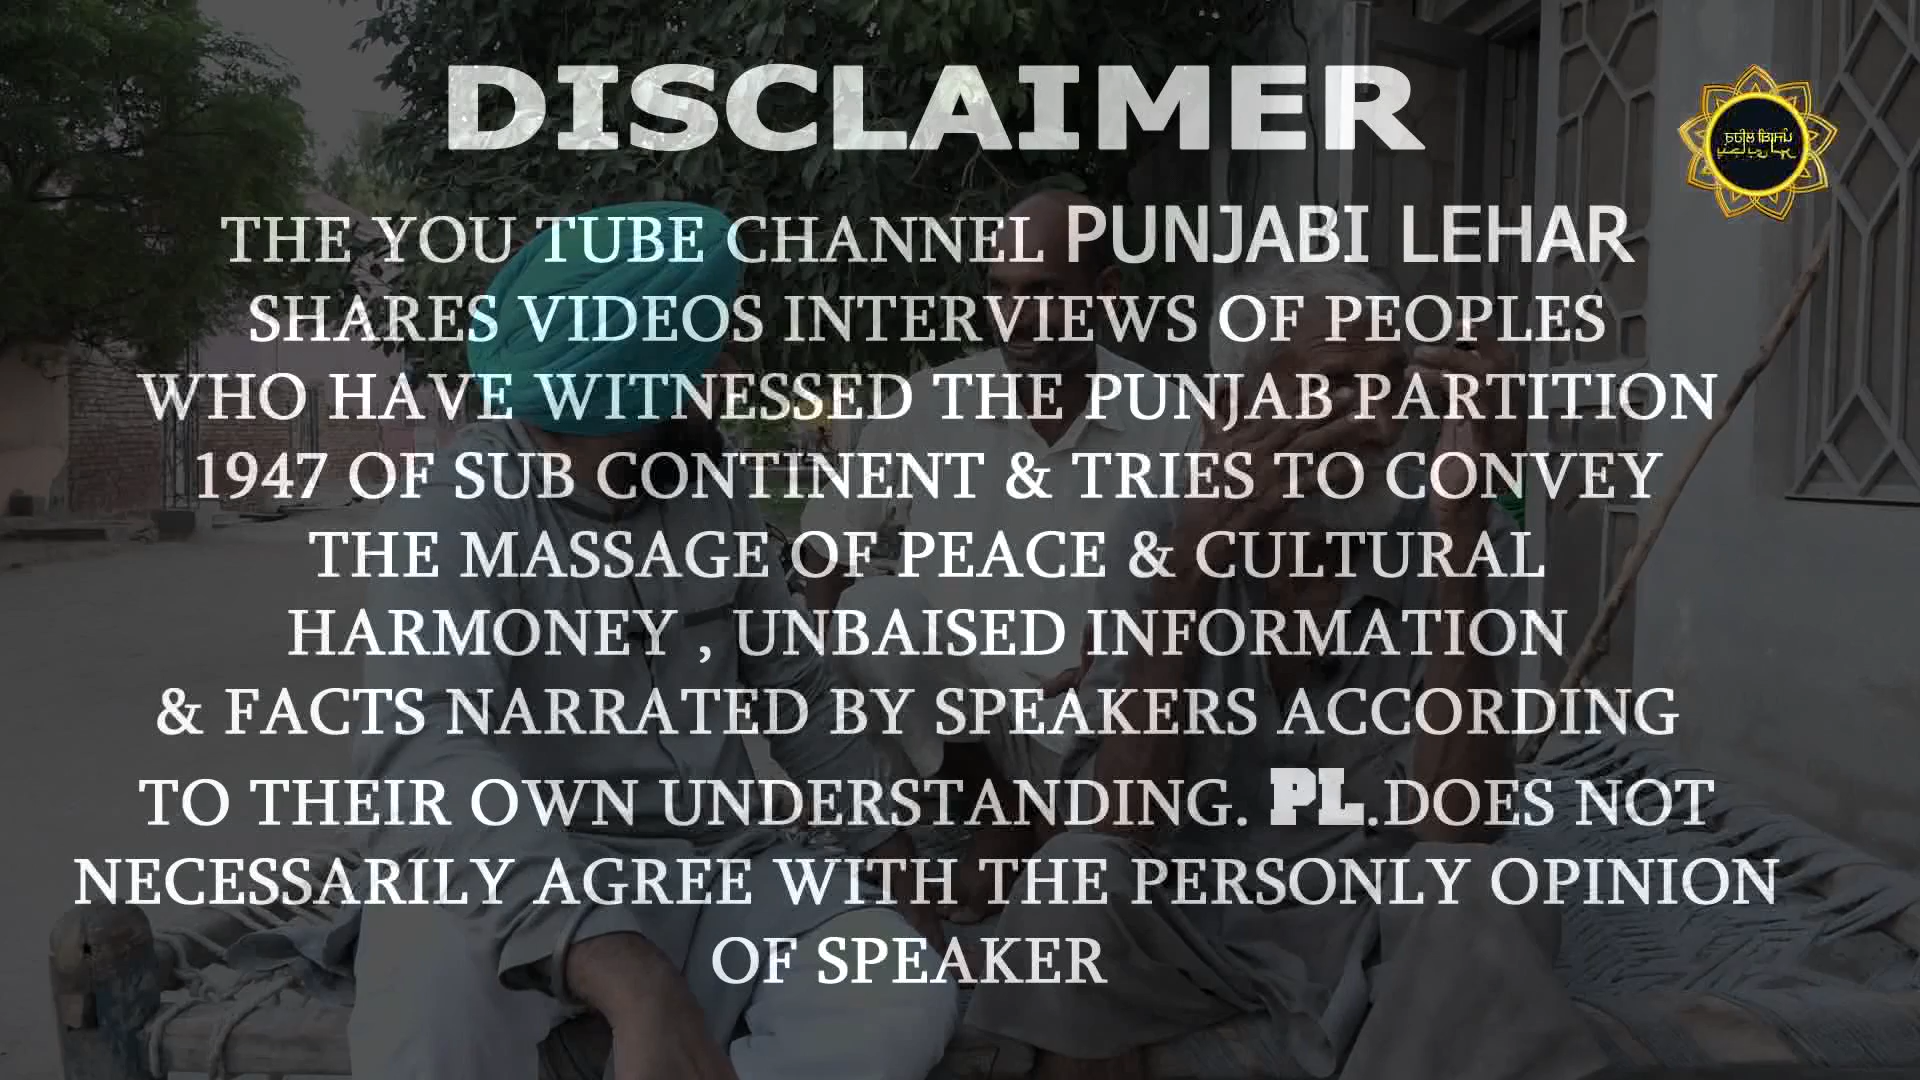 DISCLAIMER
THE YOU TUBE CHANNEL PUNJABI LEHAR
SHARES VIDEOS INTERVIEWS OF PEOPLES
WHO HAVE WITNESSED THE PUNJAB PARTITION
1947 OF SUB CONTINENT & TRIES TO CONVEY
THE MASSAGE OF PEACE & CULTURAL
HARMONEY , UNBAISED INFORMATION
& FACTS NARRATED BY SPEAKERS ACCORDING
TO THEIR OWN UNDERSTANDING. PL.DOES NOT
NECESSARILY AGREE WITH THE PERSONLY OPINION
OF SPEAKER